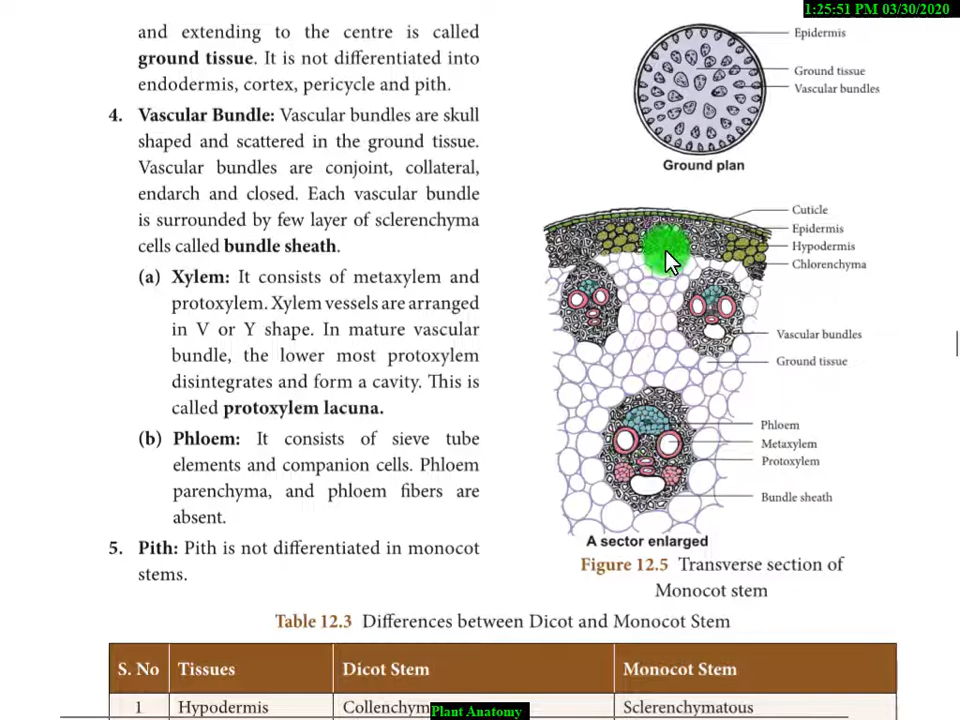 1:25:51 PM 03/30/2020
and extending to the centre is called
ground tissue. It is not differentiated into
endodermis, cortex, pericycle and pith.
4. Vascular Bundle: Vascular bundles are skull
shaped and scattered in the ground tissue.
Vascular bundles are conjoint, collateral,
endarch and closed. Each vascular bundle
is surrounded by few layer of sclerenchyma
cells called bundle sheath.
(a) Xylem: It consists of metaxylem and
protoxylem. Xylem vessels are arranged
in V or Y shape. In mature vascular
bundle, the lower most protoxylem
disintegrates and form a cavity. This is
called protoxylem lacuna.
(b) Phloem: It consists of sieve tube
elements and companion cells. Phloem
parenchyma, and phloem fibers are
absent.
5. Pith: Pith is not differentiated in monocot
stems.
Epidermis
Ground tissue
Vascular bundles
Ground plan
Cuticle
Epidermis
Hypodermis
Chlorenchyma
Vascular bundles
Ground tissue
Phloem
Metaxylem
Protoxylem
Bundle sheath
A sector enlarged
Figure 12.5 Transverse section of
Monocot stem
Table 12.3 Differences between Dicot and Monocot Stem
S. No Tissues Dicot Stem Monocot Stem
1 Hypodermis Collenchym Sclerenchymatous
Plant Anatomy